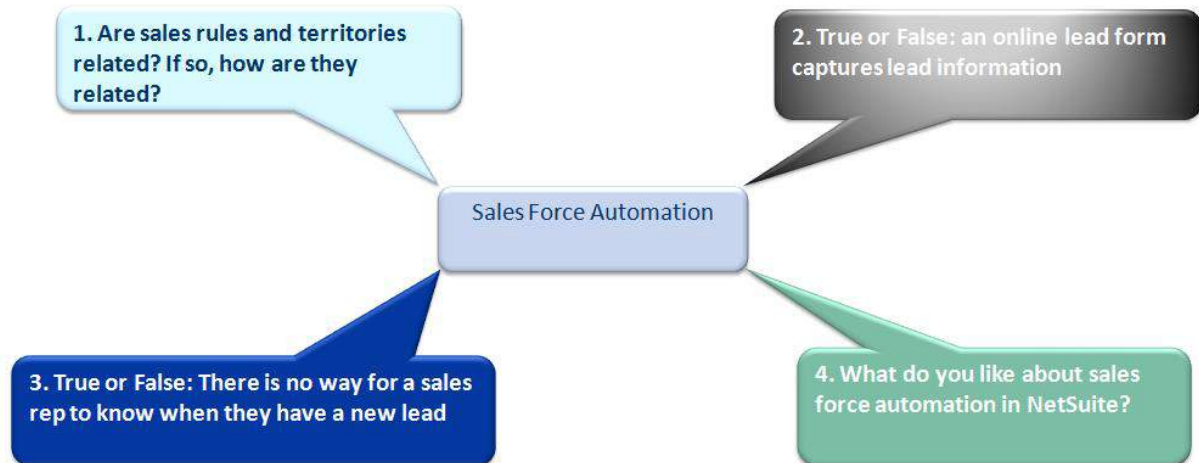 1. Are sales rules and territories
related? If so, how are they
related?
2. True or False: an online lead form
captures lead information
Sales Force Automation
3. True or False: There is no way for a sales
rep to know when they have a new lead
4. What do you like about sales
force automation in NetSuite?